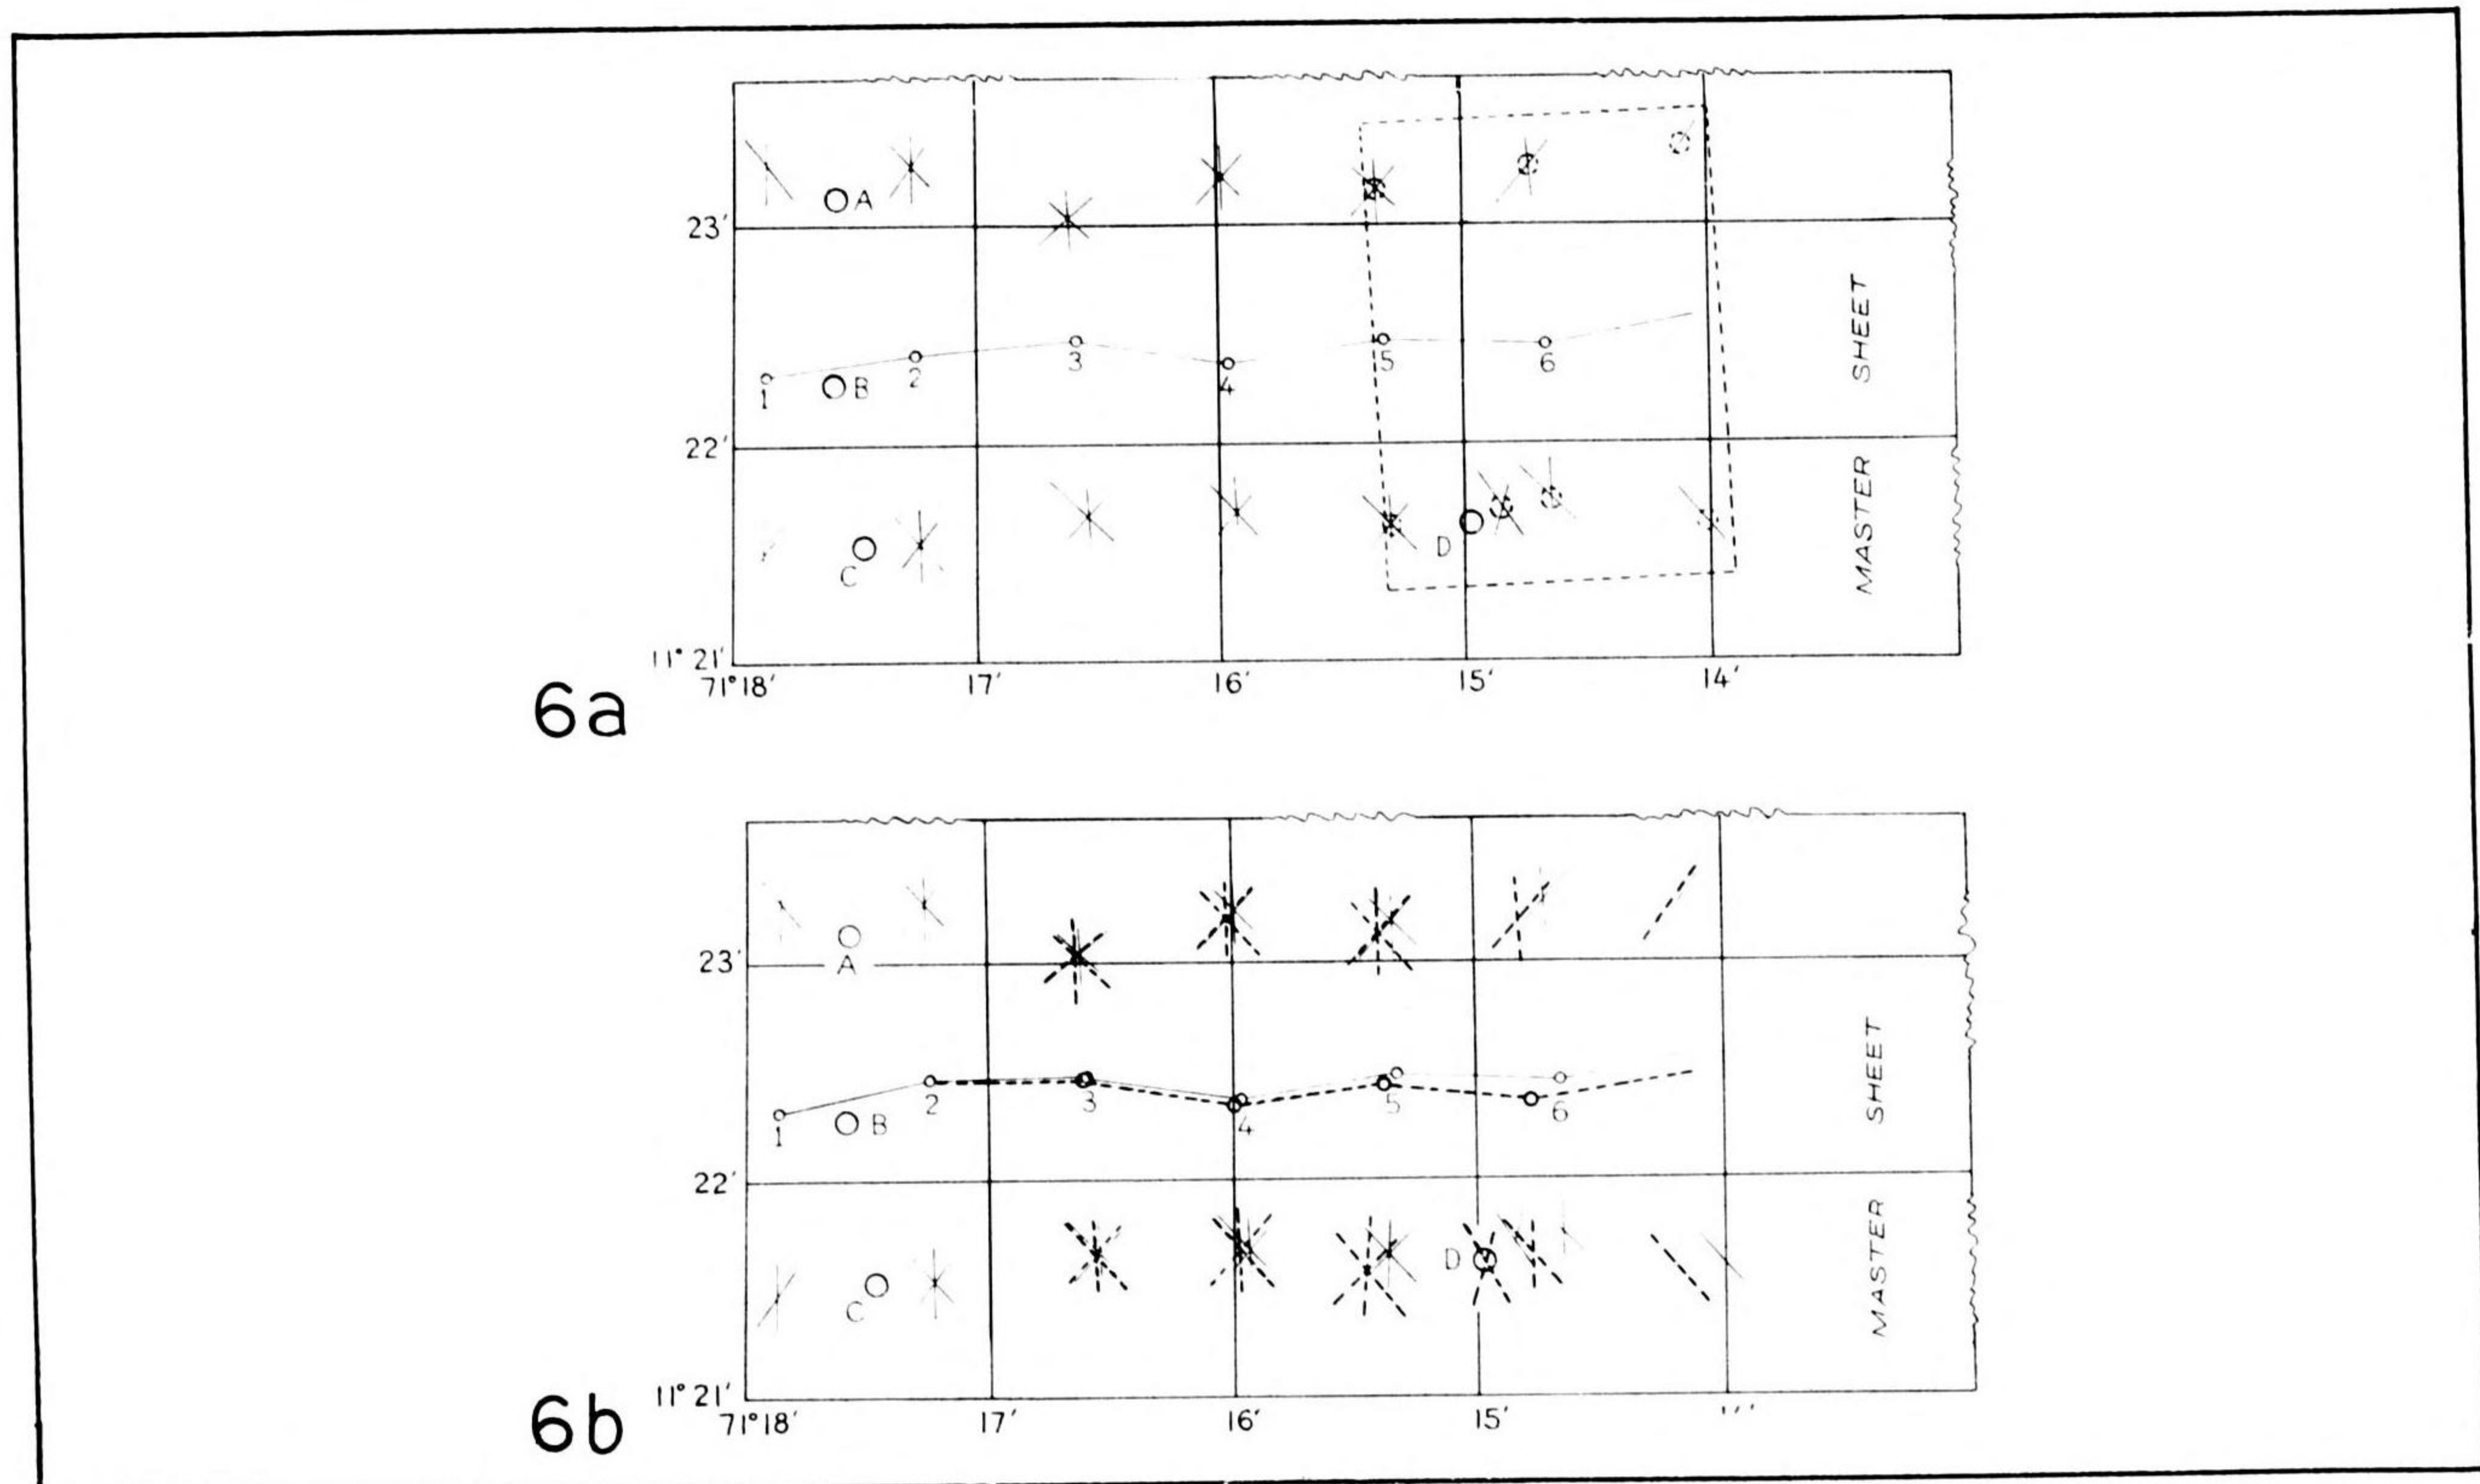 A
23′
SHEET
1
2
3
4
5
6
B
22′
MASTER
C
D
11° 21′
71°18′ 17′ 16′ 15′ 14′
6a
23′
A
SHEET
1
2
3
4
5
6
B
22′
MASTER
C
D
11° 21′
71°18′ 17′ 16′ 15′
6b